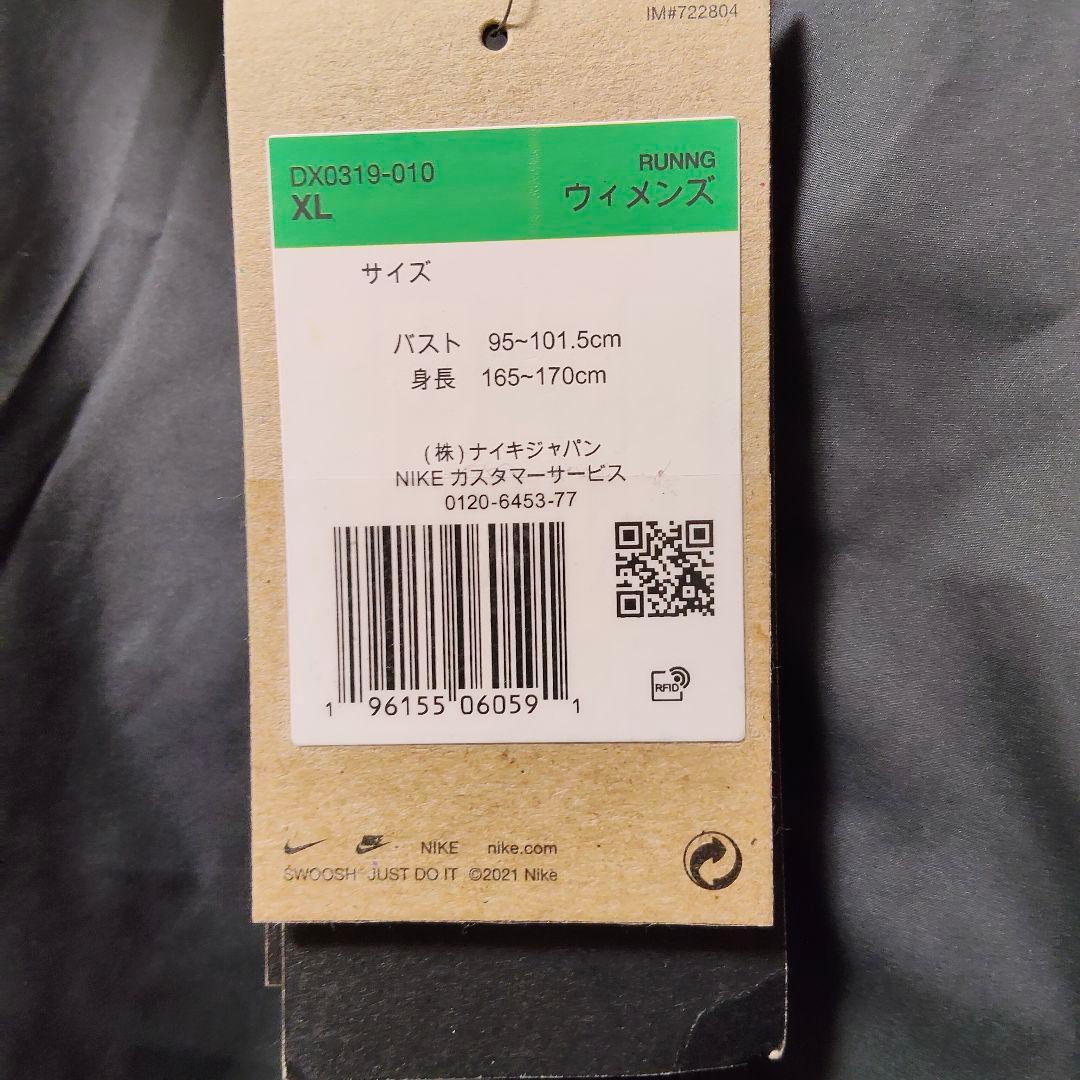 IM#722804
DX0319-010
RUNNG
XL
ウィメンズ
サイズ
バスト 95~101.5cm
身長 165~170cm
(株)ナイキジャパン
NIKE カスタマーサービス
0120-6453-77
1 96155 06059 1
RFID
NIKE nike.com
SWOOSH JUST DO IT ©2021 Nike